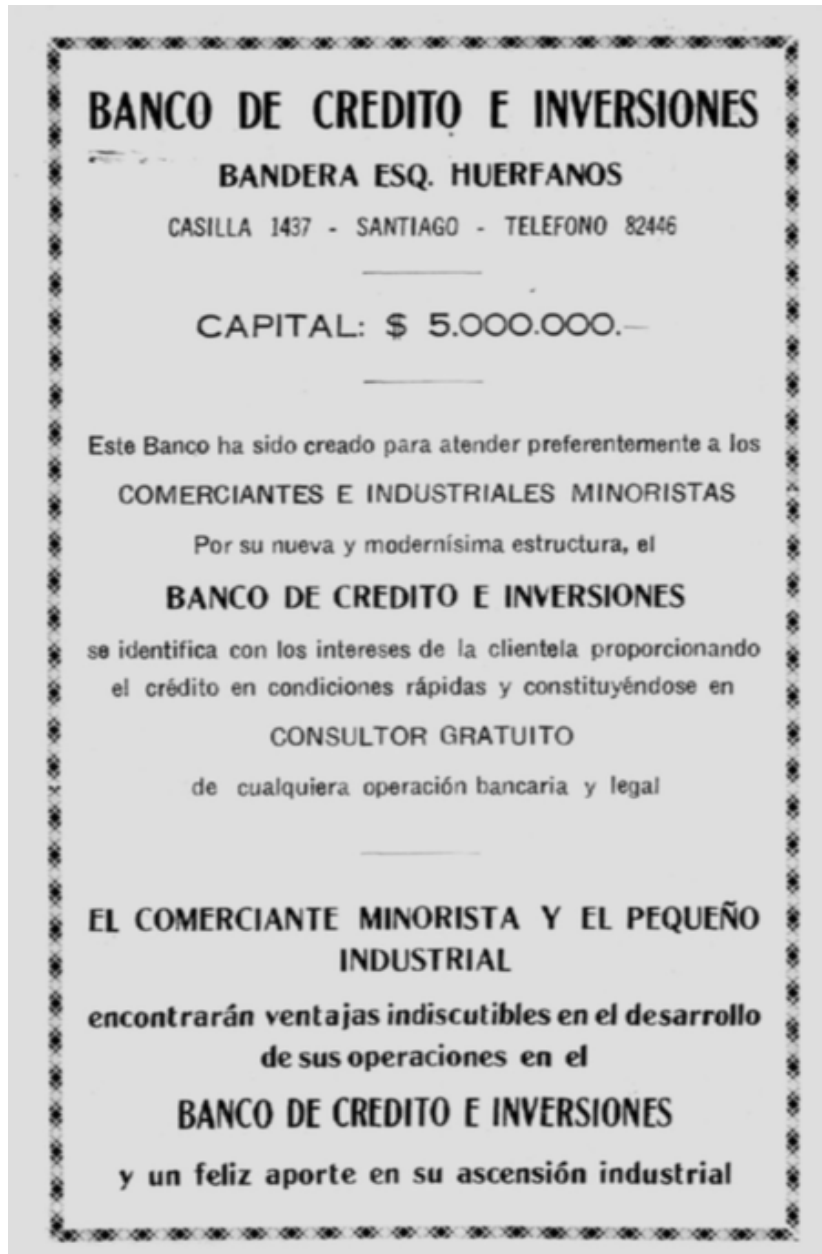 BANCO DE CREDITO E INVERSIONES
BANDERA ESQ. HUERFANOS
CASILLA 1437 - SANTIAGO - TELEFONO 82446
CAPITAL: $ 5.000.000.—
Este Banco ha sido creado para atender preferentemente a los
COMERCIANTES E INDUSTRIALES MINORISTAS
Por su nueva y modernísima estructura, el
BANCO DE CREDITO E INVERSIONES
se identifica con los intereses de la clientela proporcionando
el crédito en condiciones rápidas y constituyéndose en
CONSULTOR GRATUITO
de cualquiera operación bancaria y legal
EL COMERCIANTE MINORISTA Y EL PEQUEÑO
INDUSTRIAL
encontrarán ventajas indiscutibles en el desarrollo
de sus operaciones en el
BANCO DE CREDITO E INVERSIONES
y un feliz aporte en su ascensión industrial